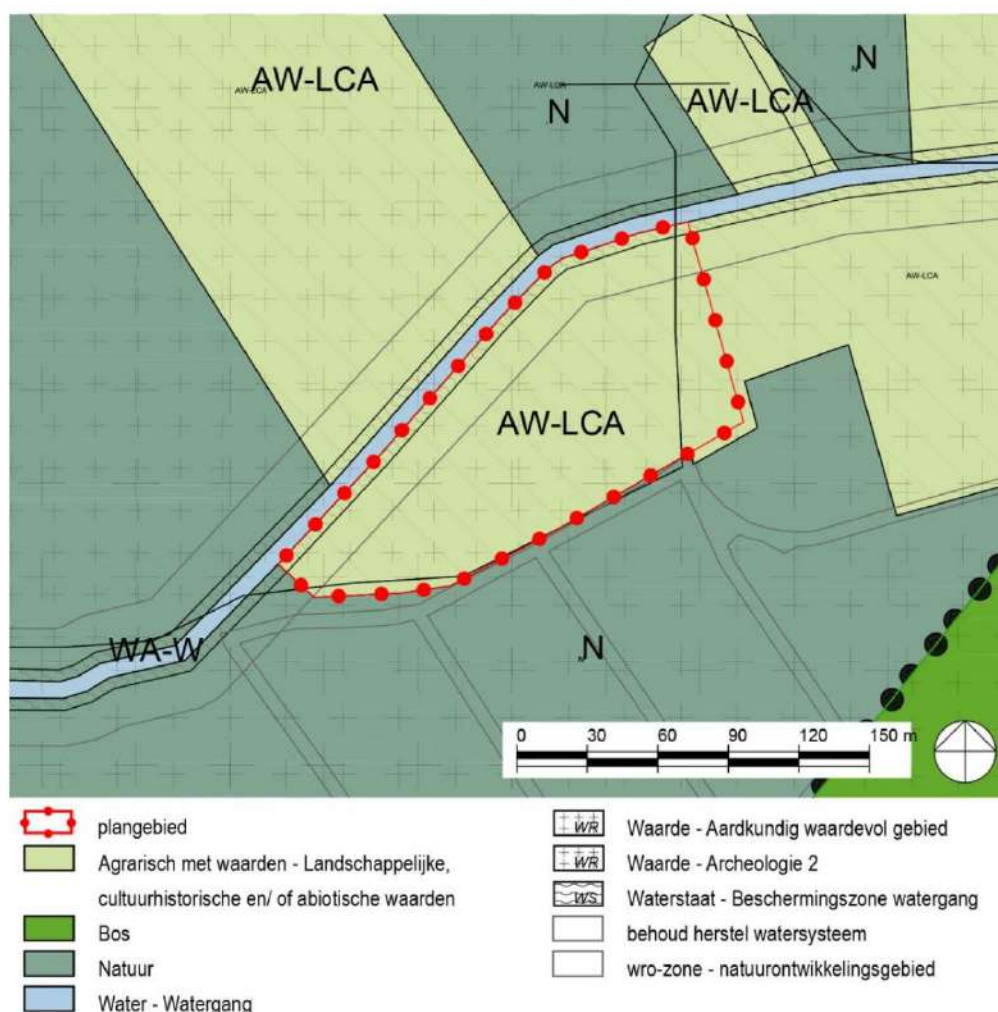 AW-LCA
AW-LCA
AW-LCA
N
AW-LCA
N
N
AW-LCA
AW-LCA
WA-W
N
N
0 30 60 90 120 150 m
plangebied
Agrarisch met waarden - Landschappelijke,
cultuurhistorische en/ of abiotische waarden
Bos
Natuur
Water - Watergang
WR Waarde - Aardkundig waardevol gebied
WR Waarde - Archeologie 2
WS Waterstaat - Beschermingszone watergang
behoud herstel watersysteem
wro-zone - natuurontwikkelingsgebied